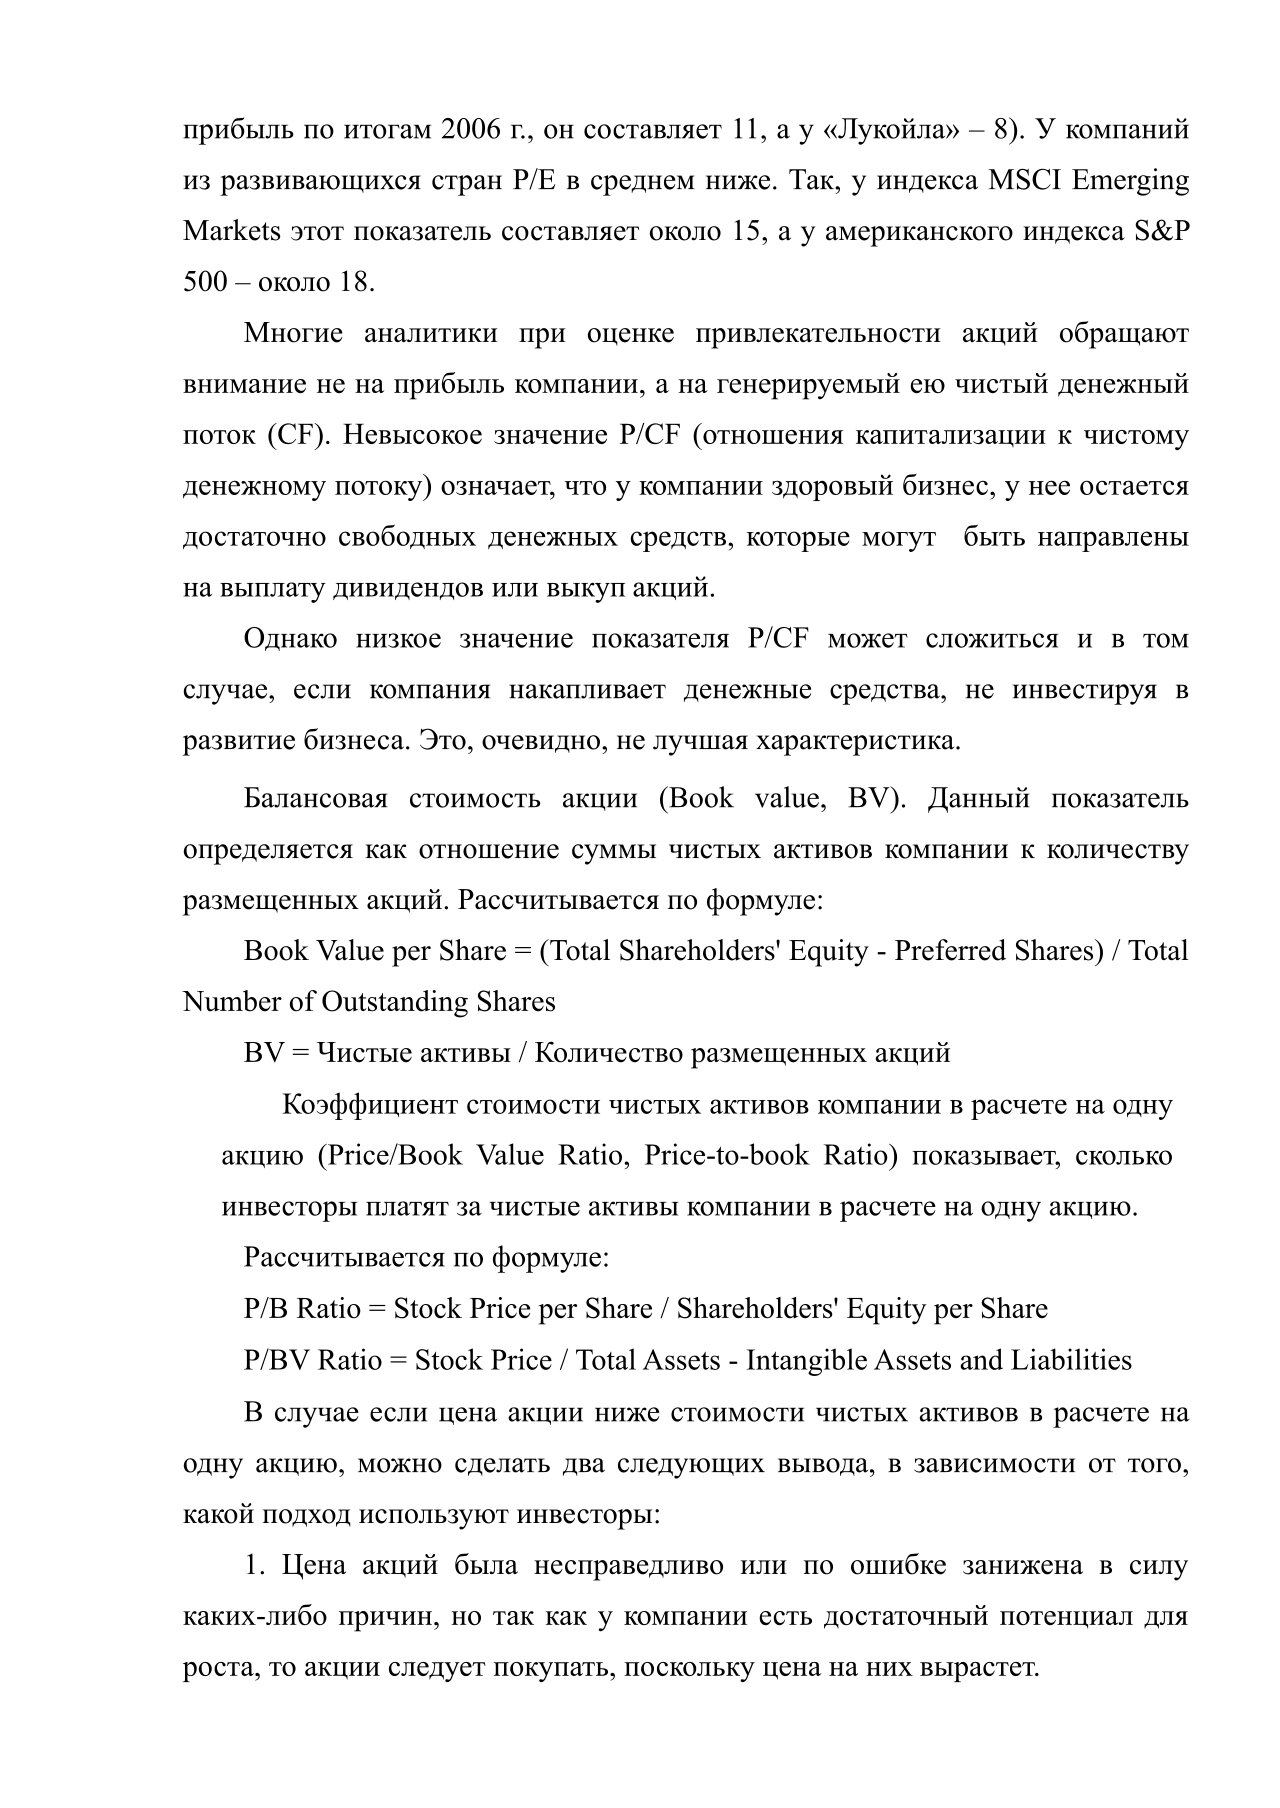 прибыль по итогам 2006 г., он составляет 11, а у «Лукойла» – 8). У компаний
из развивающихся стран P/E в среднем ниже. Так, у индекса MSCI Emerging
Markets этот показатель составляет около 15, а у американского индекса S&P
500 – около 18.
Многие аналитики при оценке привлекательности акций обращают
внимание не на прибыль компании, а на генерируемый ею чистый денежный
поток (CF). Невысокое значение P/CF (отношения капитализации к чистому
денежному потоку) означает, что у компании здоровый бизнес, у нее остается
достаточно свободных денежных средств, которые могут быть направлены
на выплату дивидендов или выкуп акций.
Однако низкое значение показателя P/CF может сложиться и в том
случае, если компания накапливает денежные средства, не инвестируя в
развитие бизнеса. Это, очевидно, не лучшая характеристика.
Балансовая стоимость акции (Book value, BV). Данный показатель
определяется как отношение суммы чистых активов компании к количеству
размещенных акций. Рассчитывается по формуле:
Book Value per Share = (Total Shareholders' Equity - Preferred Shares) / Total
Number of Outstanding Shares
BV = Чистые активы / Количество размещенных акций
Коэффициент стоимости чистых активов компании в расчете на одну
акцию (Price/Book Value Ratio, Price-to-book Ratio) показывает, сколько
инвесторы платят за чистые активы компании в расчете на одну акцию.
Рассчитывается по формуле:
P/B Ratio = Stock Price per Share / Shareholders' Equity per Share
P/BV Ratio = Stock Price / Total Assets - Intangible Assets and Liabilities
В случае если цена акции ниже стоимости чистых активов в расчете на
одну акцию, можно сделать два следующих вывода, в зависимости от того,
какой подход используют инвесторы:
1. Цена акций была несправедливо или по ошибке занижена в силу
каких-либо причин, но так как у компании есть достаточный потенциал для
роста, то акции следует покупать, поскольку цена на них вырастет.